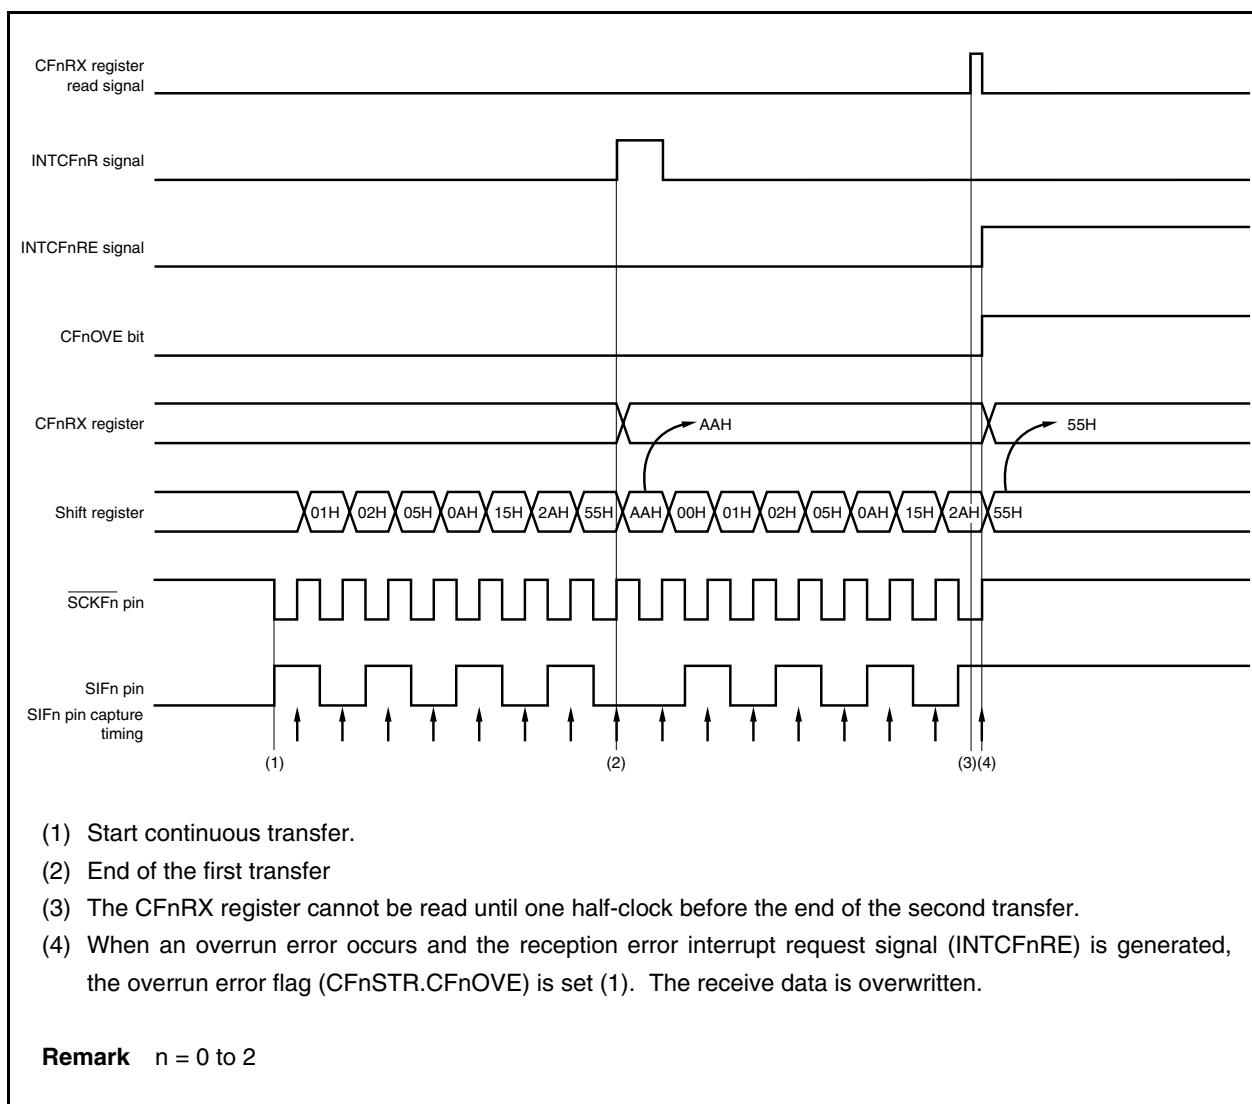 CFnRX register
read signal
INTCFnR signal
INTCFnRE signal
CFnOVE bit
CFnRX register
AAH
55H
Shift register
01H 02H 05H 0AH 15H 2AH 55H AAH 00H 01H 02H 05H 0AH 15H 2AH 55H
SCKFn pin
SIFn pin
SIFn pin capture
timing
(1) (2) (3)(4)
(1) Start continuous transfer.
(2) End of the first transfer
(3) The CFnRX register cannot be read until one half-clock before the end of the second transfer.
(4) When an overrun error occurs and the reception error interrupt request signal (INTCFnRE) is generated,
the overrun error flag (CFnSTR.CFnOVE) is set (1). The receive data is overwritten.
Remark n = 0 to 2